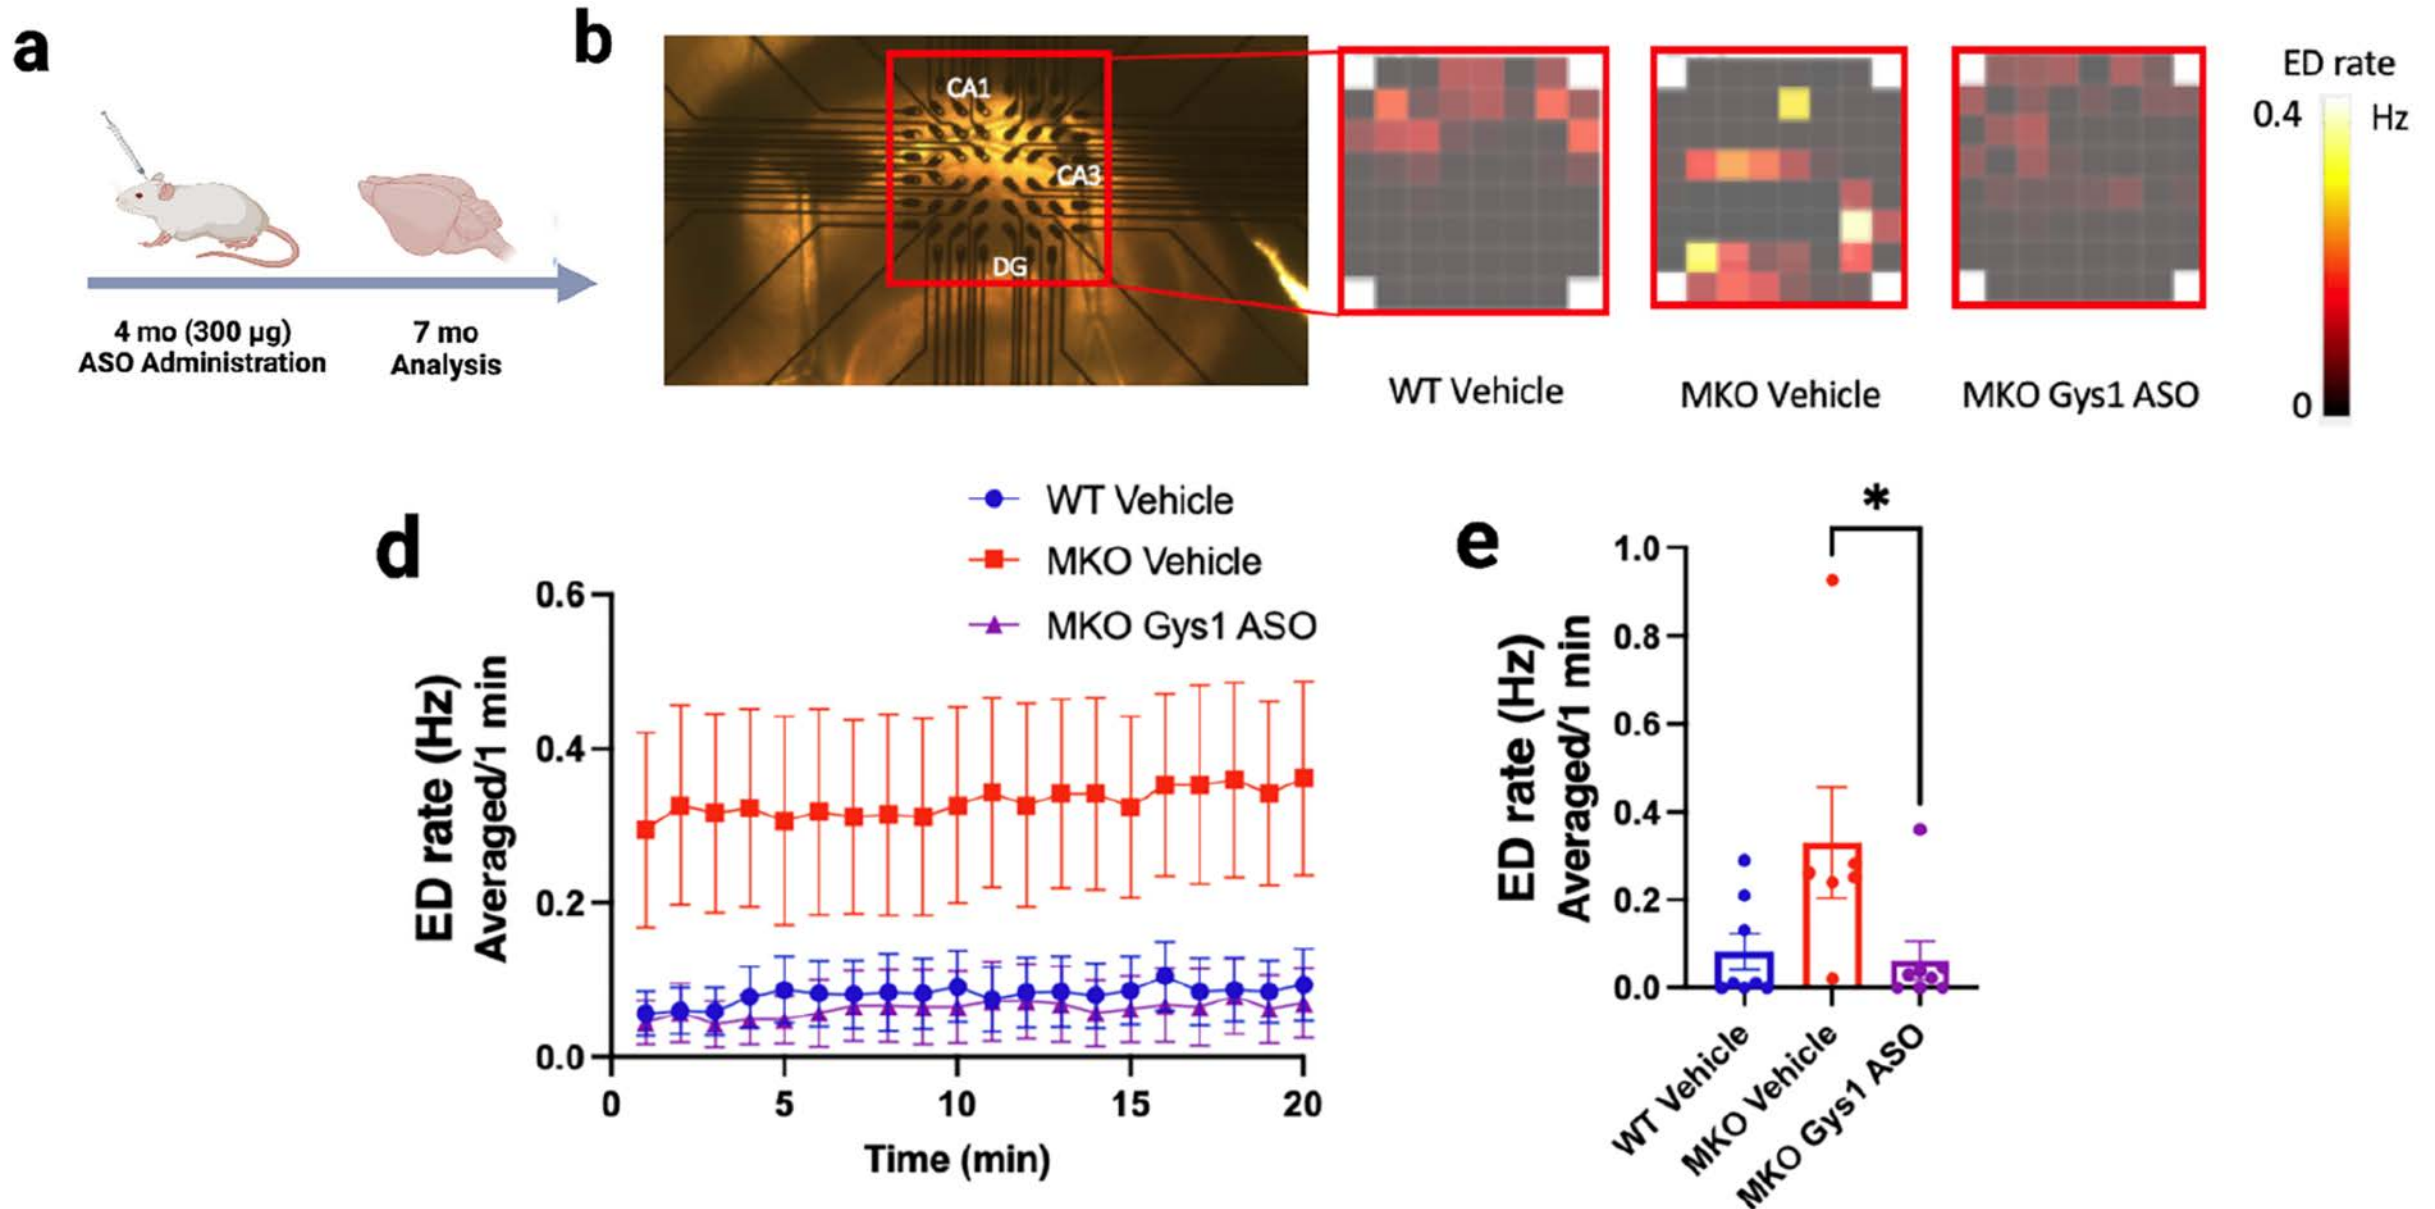 a
4 mo (300 µg)
ASO Administration
7 mo
Analysis
b
CA1
CA3
DG
WT Vehicle
MKO Vehicle
MKO Gys1 ASO
ED rate
0.4
Hz
0
d
WT Vehicle
MKO Vehicle
MKO Gys1 ASO
ED rate (Hz)
Averaged/1 min
0.6
0.4
0.2
0.0
0
5
10
15
20
Time (min)
e
*
ED rate (Hz)
Averaged/1 min
1.0
0.8
0.6
0.4
0.2
0.0
WT Vehicle
MKO Vehicle
MKO Gys1 ASO